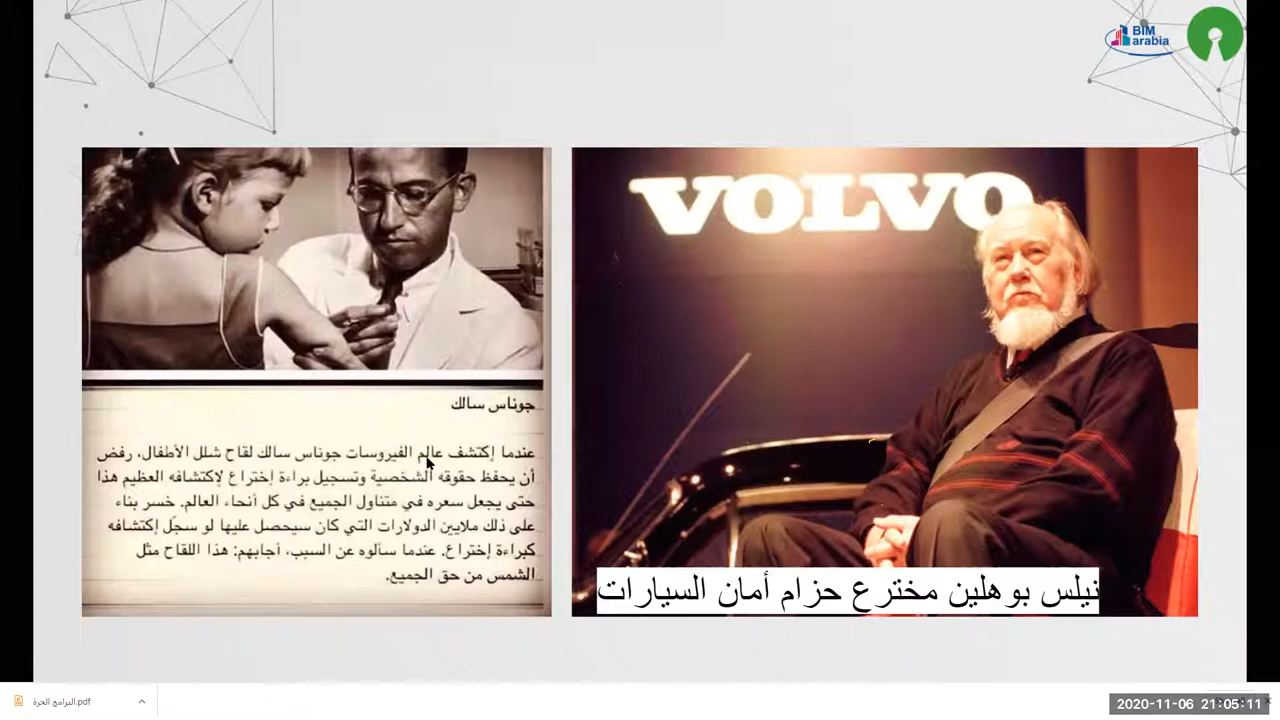 BIM
arabia
VOLVO
جوناس سالك
عندما إكتشف عالم الفيروسات جوناس سالك لقاح شلل الأطفال، رفض
أن يحفظ حقوقه الشخصية وتسجيل براءة إختراع لإكتشافه العظيم هذا
حتى يجعل سعره في متناول الجميع في كل أنحاء العالم. خسر بناء
على ذلك ملايين الدولارات التي كان سيحصل عليها لو سجّل إكتشافه
كبراءة إختراع. عندما سألوه عن السبب، أجابهم: هذا اللقاح مثل
الشمس من حق الجميع.
نيلس بوهلين مخترع حزام أمان السيارات
البرامج الحرة.pdf
2020-11-06 21:05:11